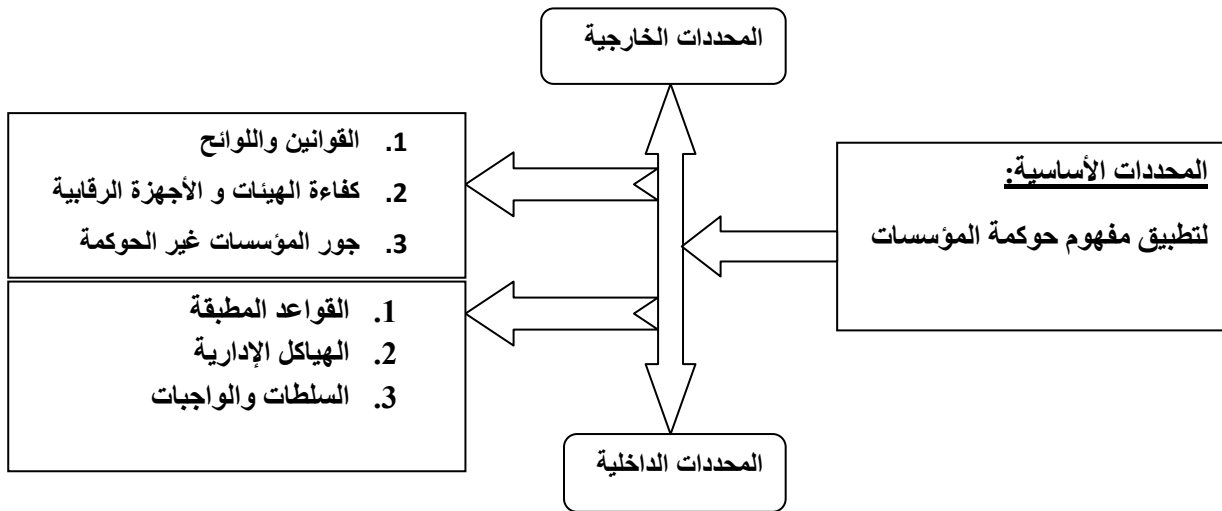 المحددات الخارجية
المحددات الأساسية:
لتطبيق مفهوم حوكمة المؤسسات
1. القوانين واللوائح
2. كفاءة الهيئات و الأجهزة الرقابية
3. جور المؤسسات غير الحوكمة
1. القواعد المطبقة
2. الهياكل الإدارية
3. السلطات والواجبات
المحددات الداخلية